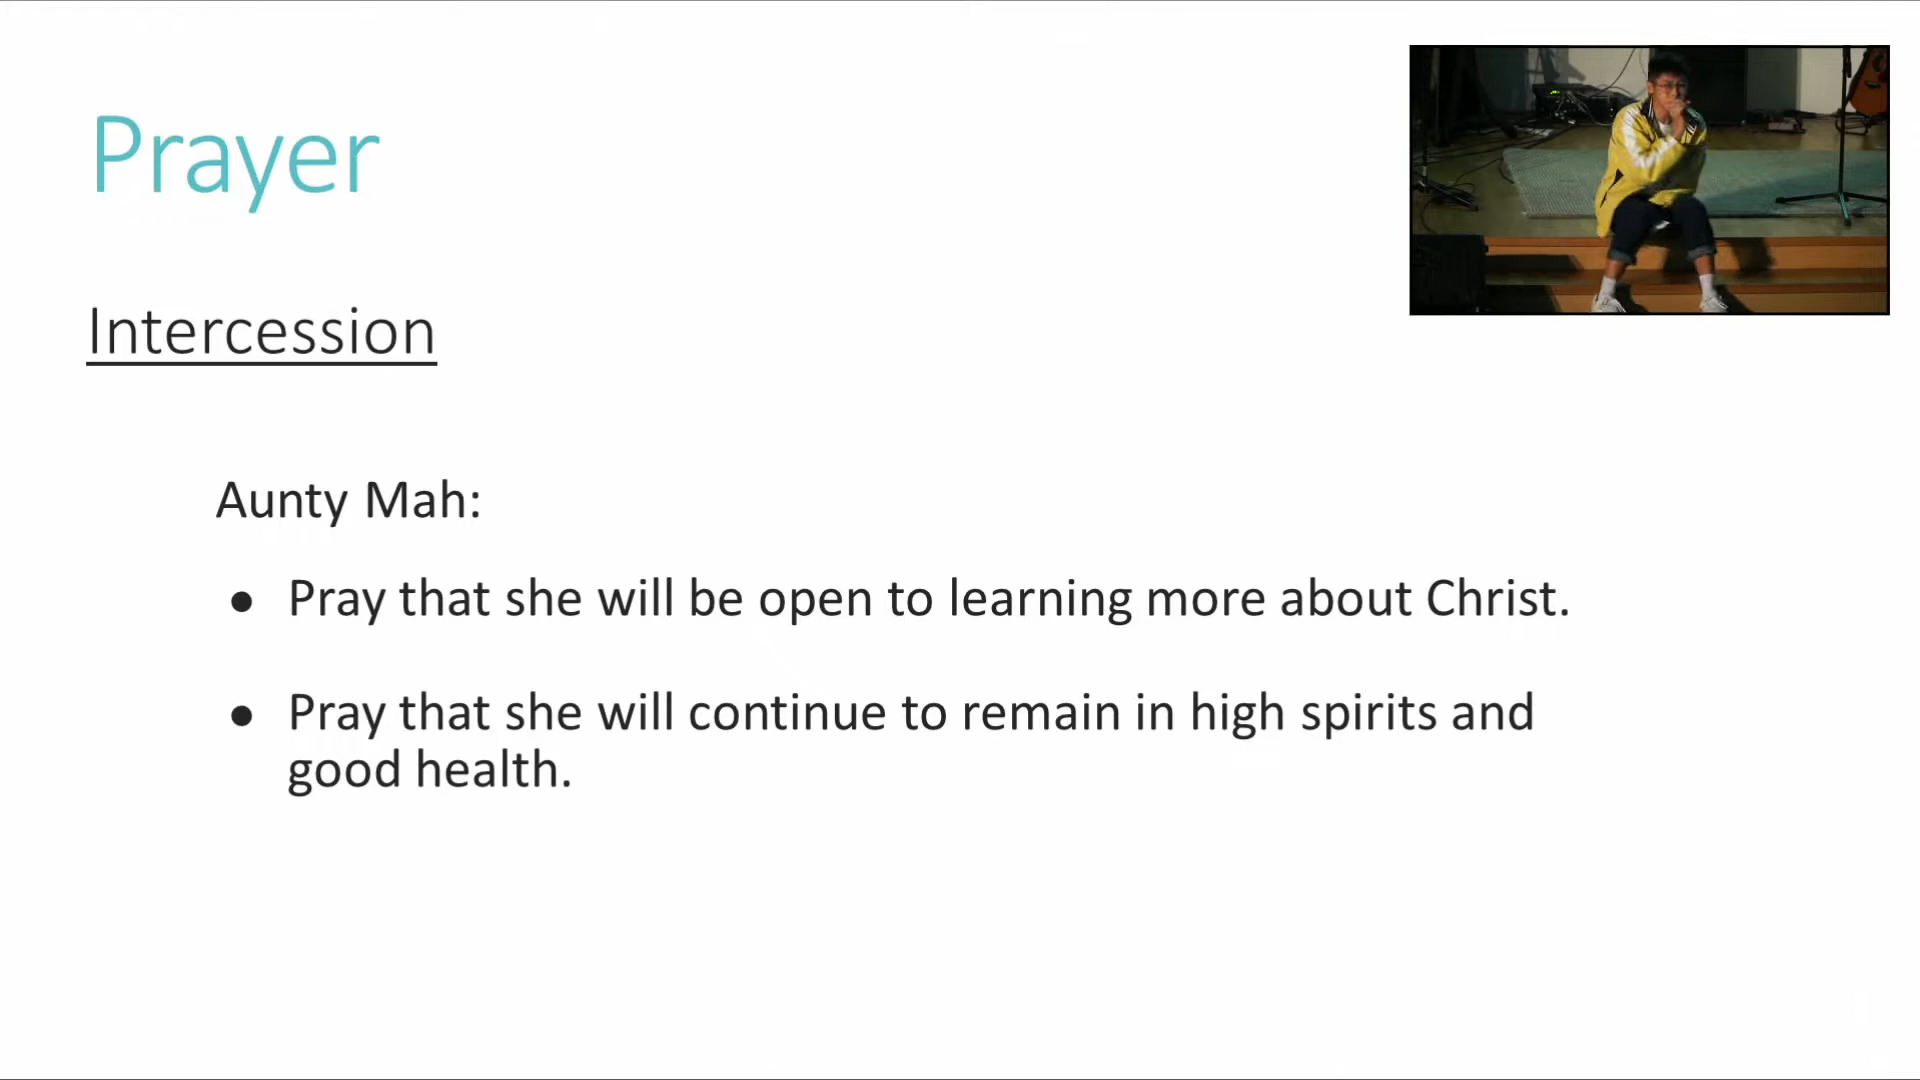 Prayer
Intercession
Aunty Mah:
● Pray that she will be open to learning more about Christ.
● Pray that she will continue to remain in high spirits and
good health.